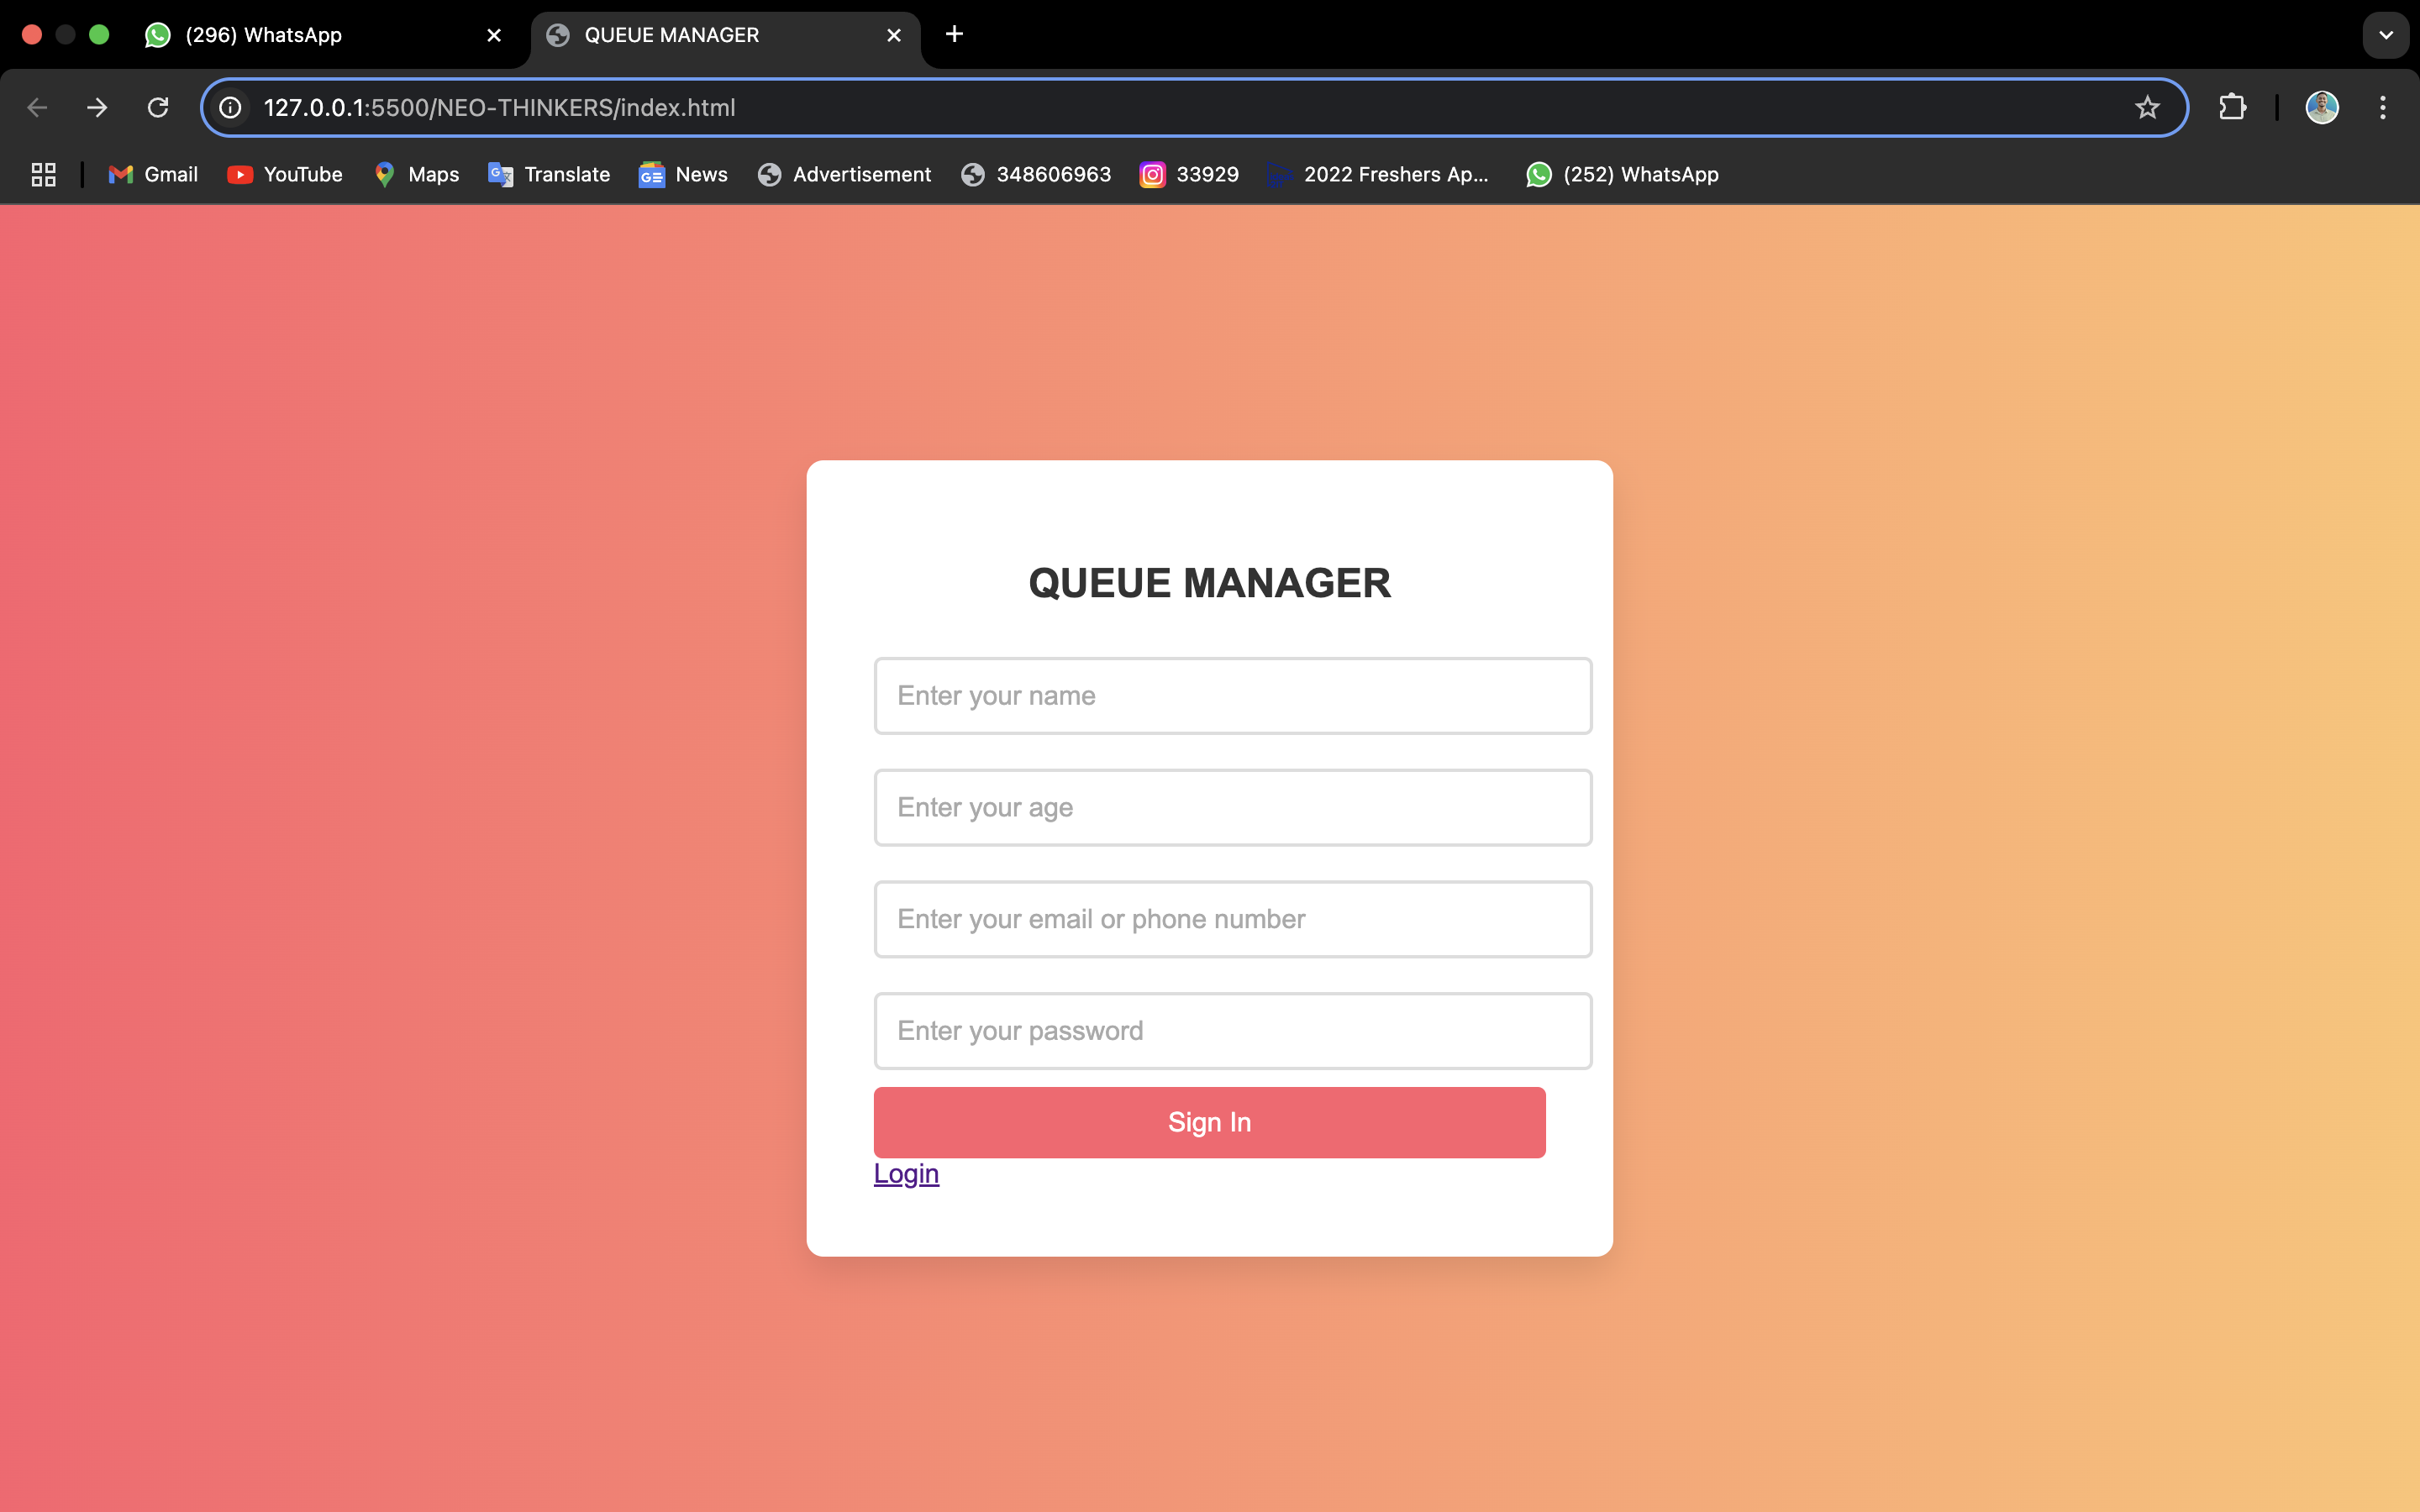 (296) WhatsApp
QUEUE MANAGER
127.0.0.1:5500/NEO-THINKERS/index.html
Gmail
YouTube
Maps
Translate
News
Advertisement
348606963
33929
2022 Freshers Ap...
(252) WhatsApp
QUEUE MANAGER
Enter your name
Enter your age
Enter your email or phone number
Enter your password
Sign In
Login